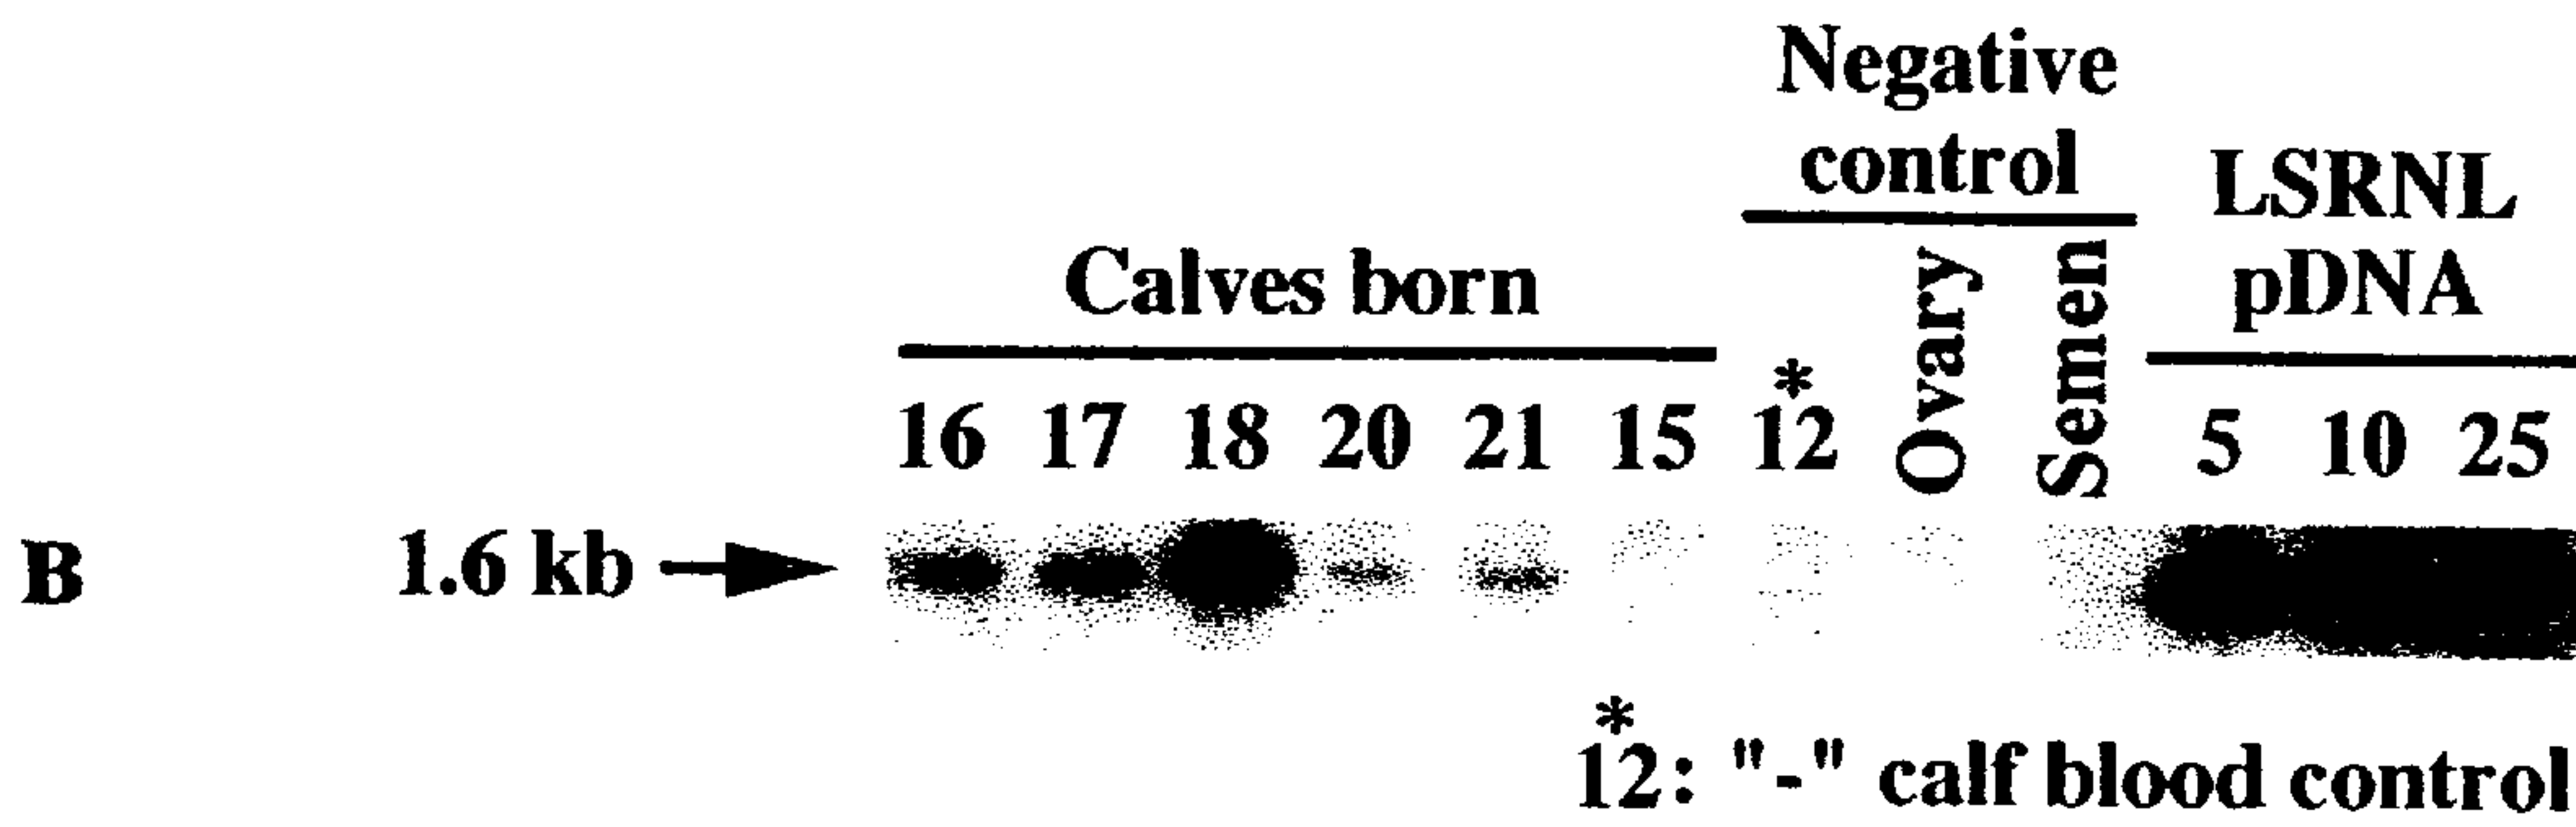 Negative
control
LSRNL
pDNA
Calves born
Ovary
Semen
16 17 18 20 21 15 *12 5 10 25
B 1.6 kb
*12: "-" calf blood control